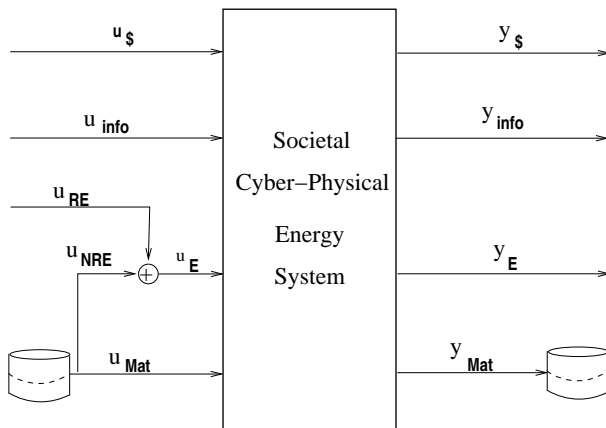 u $
y $
u info
y info
Societal
Cyber–Physical
Energy
System
u RE
u NRE
+
u E
y E
u Mat
y Mat